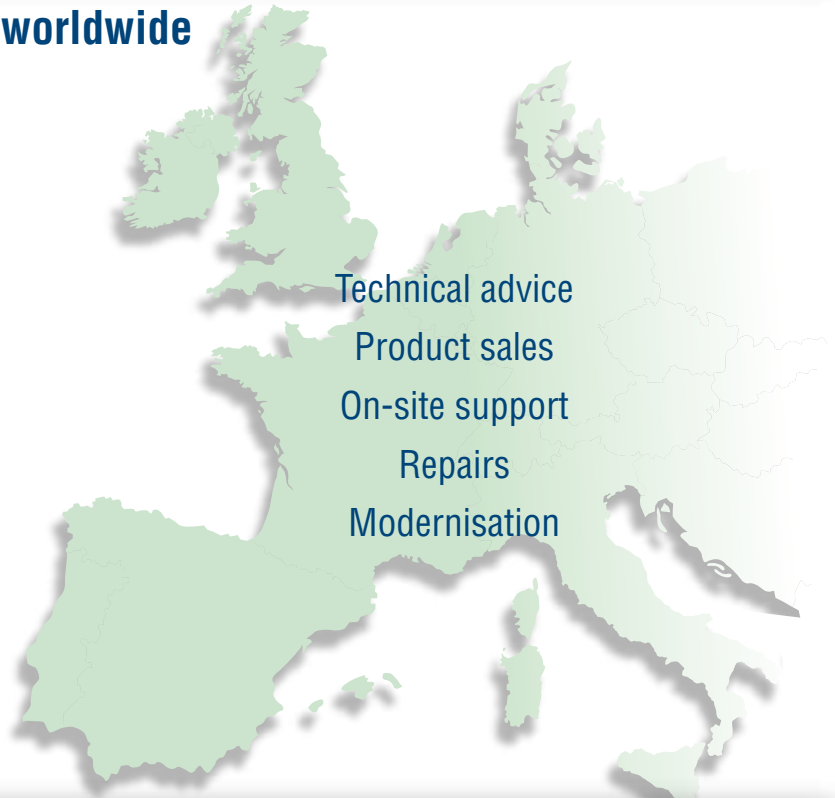 worldwide
Technical advice
Product sales
On-site support
Repairs
Modernisation